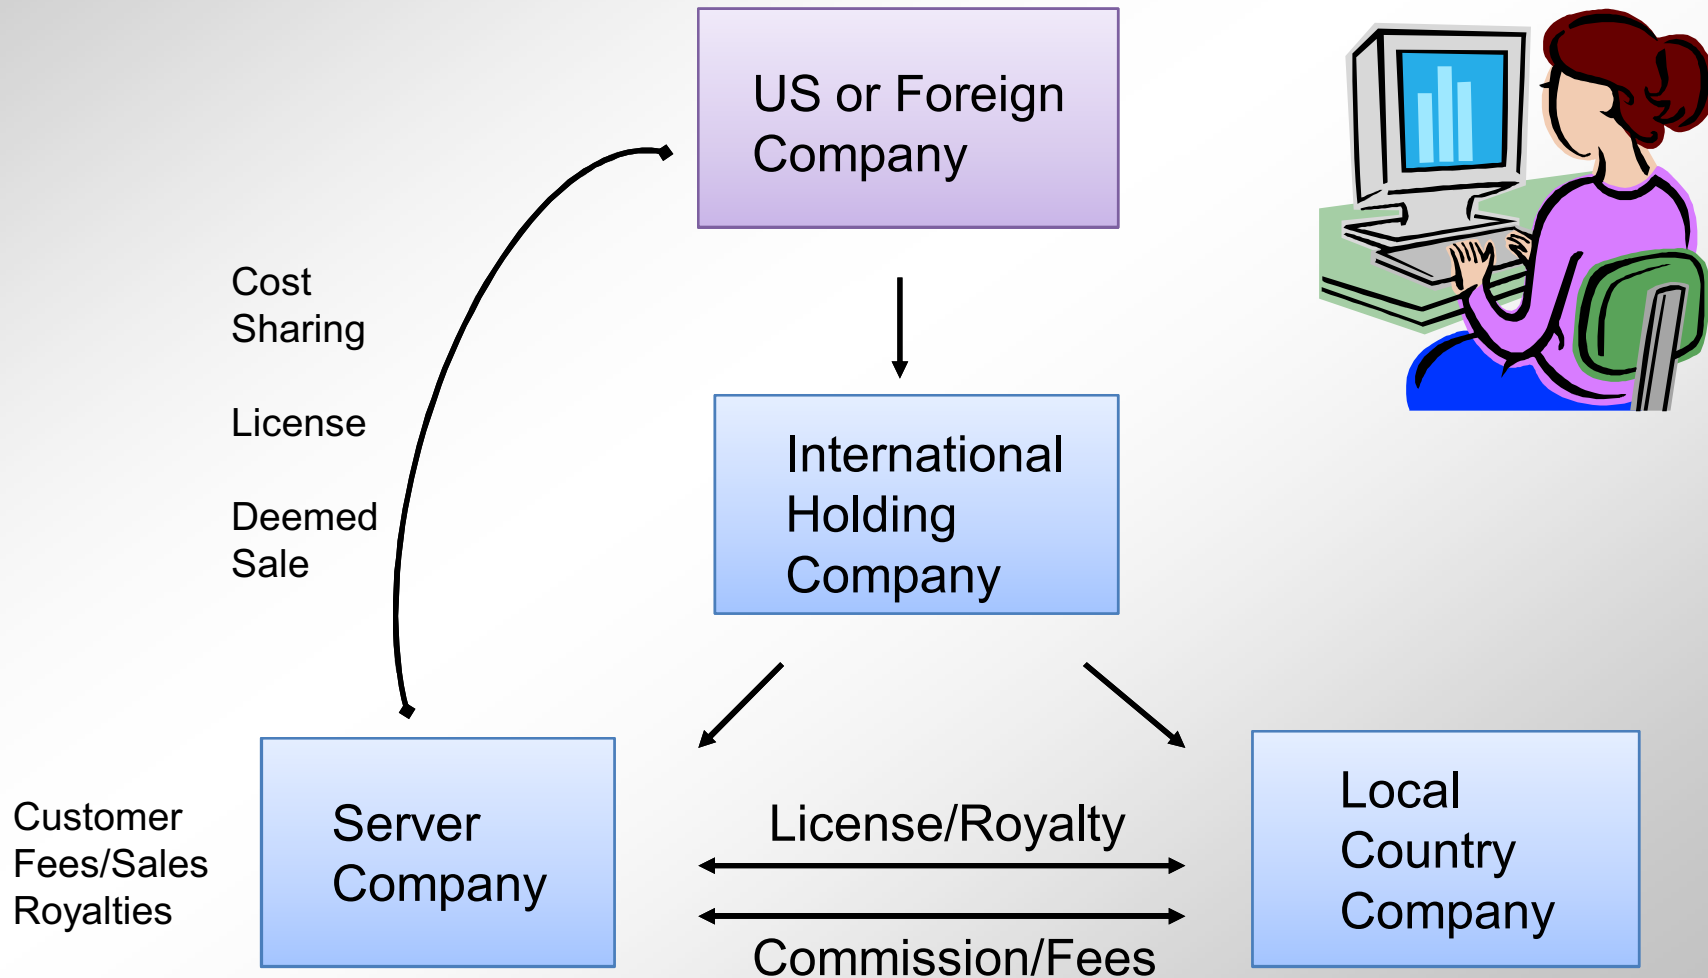 US or Foreign
Company
Cost
Sharing
License
Deemed
Sale
International
Holding
Company
Customer
Fees/Sales
Royalties
Server
Company
License/Royalty
Commission/Fees
Local
Country
Company